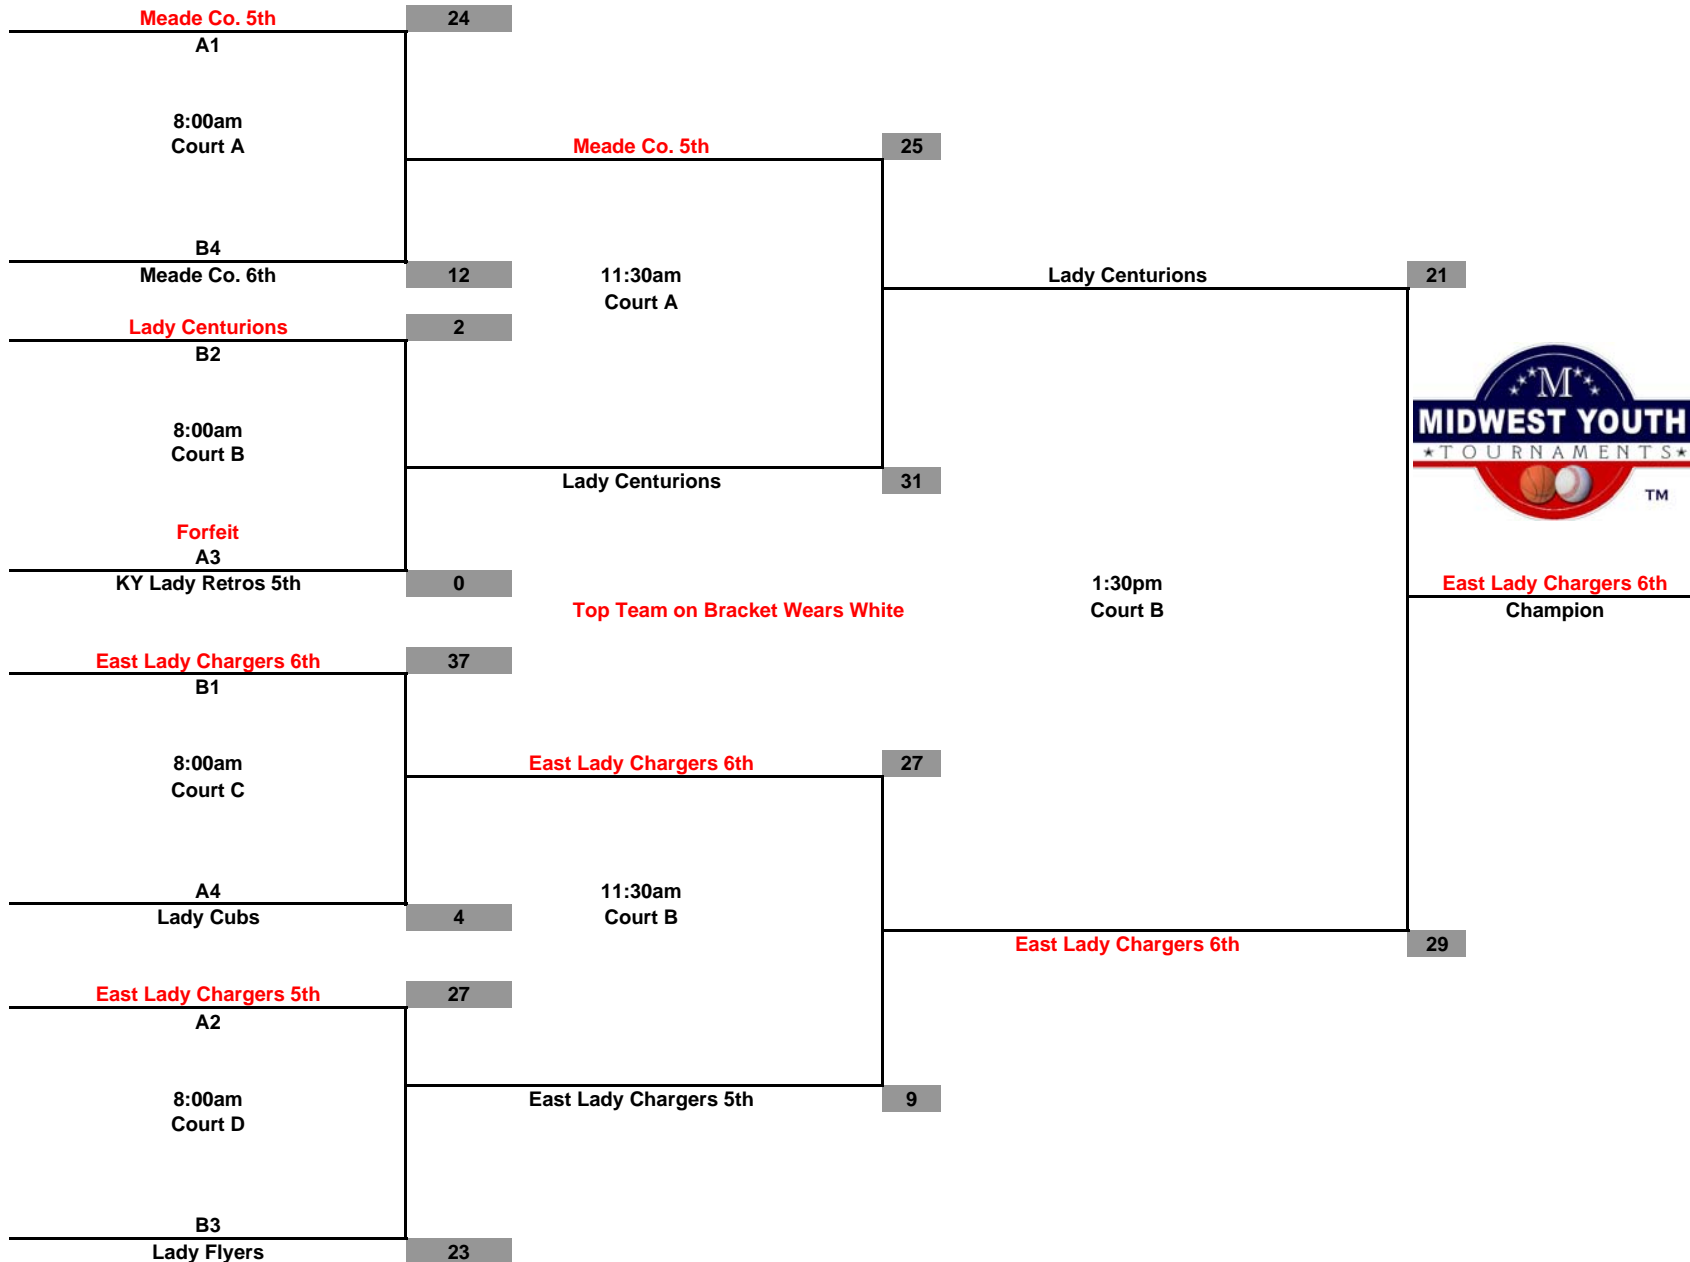 Meade Co. 5th 24
A1
8:00am
Court A
Meade Co. 5th 25
B4
Meade Co. 6th 12
11:30am
Court A
Lady Centurions 21
Lady Centurions 2
B2
8:00am
Court B
Lady Centurions 31
Forfeit
A3
KY Lady Retros 5th 0
Top Team on Bracket Wears White
1:30pm
Court B
M
MIDWEST YOUTH
★TOURNAMENTS★
TM
East Lady Chargers 6th
Champion
East Lady Chargers 6th 37
B1
8:00am
Court C
East Lady Chargers 6th 27
A4
Lady Cubs 4
11:30am
Court B
East Lady Chargers 6th 29
East Lady Chargers 5th 27
A2
8:00am
Court D
East Lady Chargers 5th 9
B3
Lady Flyers 23